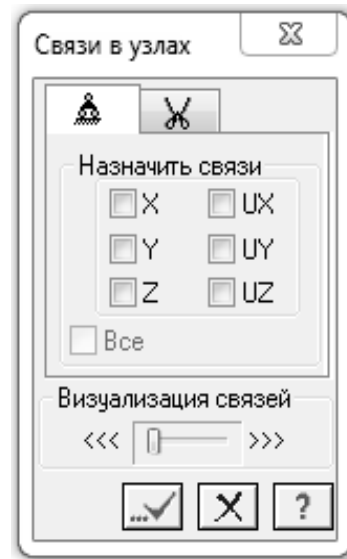 Связи в узлах
Назначить связи
X UX
Y UY
Z UZ
Все
Визуализация связей
<<< >>>
... ?